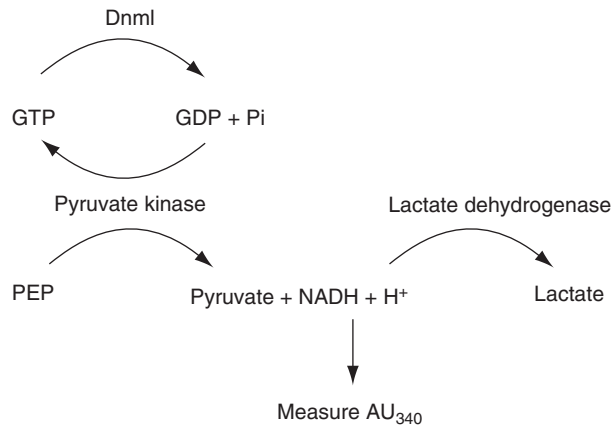 Dnml
GTP
GDP + Pi
Pyruvate kinase
Lactate dehydrogenase
PEP
Pyruvate + NADH + H⁺
Lactate
Measure AU₃₄₀